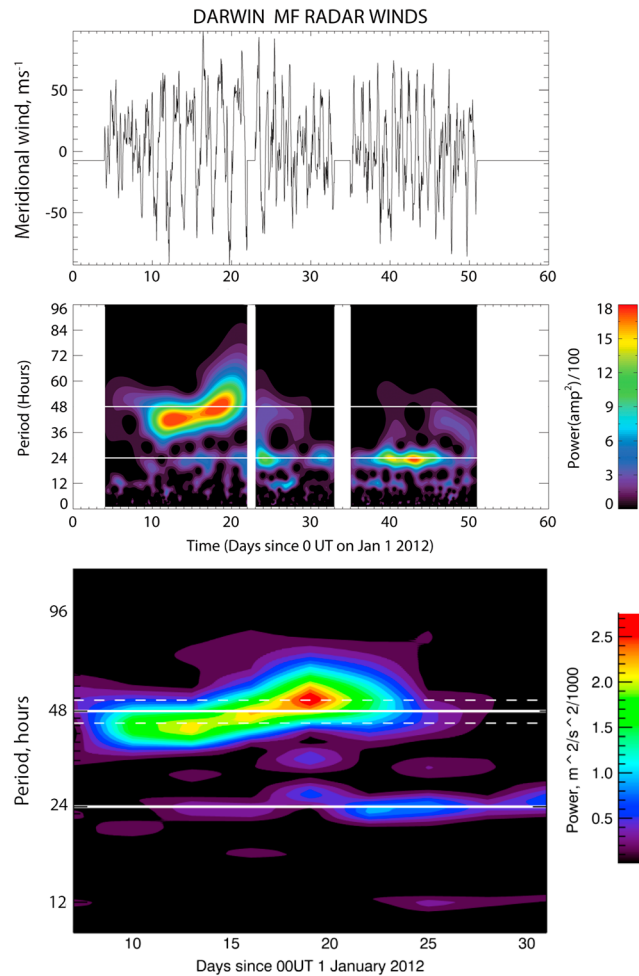 DARWIN MF RADAR WINDS
Meridional wind, ms-1
50
0
-50
0 10 20 30 40 50 60
Period (Hours)
96
84
72
60
48
36
24
12
0
0 10 20 30 40 50 60
Time (Days since 0 UT on Jan 1 2012)
Power(amp2)/100
18
15
12
9
6
3
0
Period, hours
96
48
24
12
10 15 20 25 30
Days since 00UT 1 January 2012
Power, m^2/s^2/1000
2.5
2.0
1.5
1.0
0.5